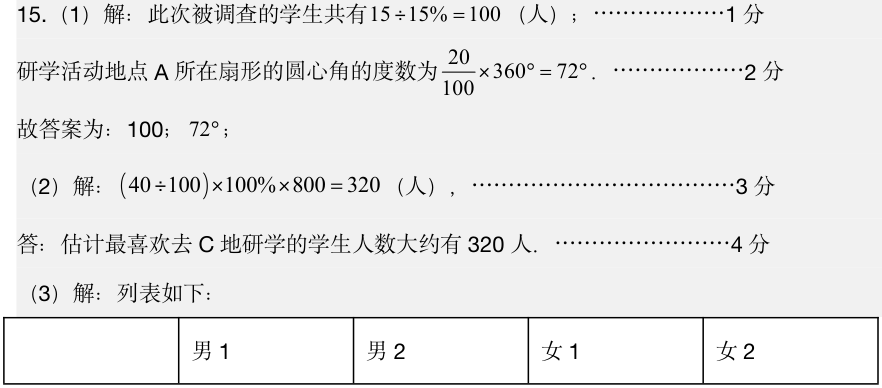 15.（1）解：此次被调查的学生共有15÷15%=100（人）；………………1 分
研学活动地点 A 所在扇形的圆心角的度数为20/100×360°=72°．………………2 分
故答案为：100； 72°；
（2）解：(40÷100)×100%×800=320（人），………………………………3 分
答：估计最喜欢去 C 地研学的学生人数大约有 320 人．……………………4 分
（3）解：列表如下：
男 1 男 2 女 1 女 2